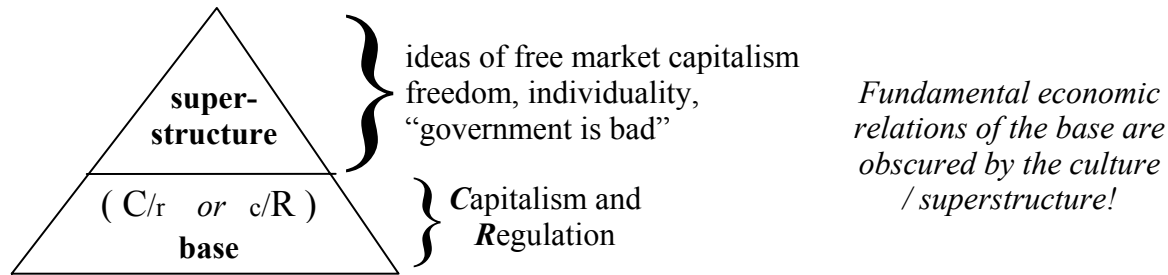 super-
structure
( C/r or c/R )
base
ideas of free market capitalism
freedom, individuality,
“government is bad”
Capitalism and
Regulation
Fundamental economic
relations of the base are
obscured by the culture
/ superstructure!